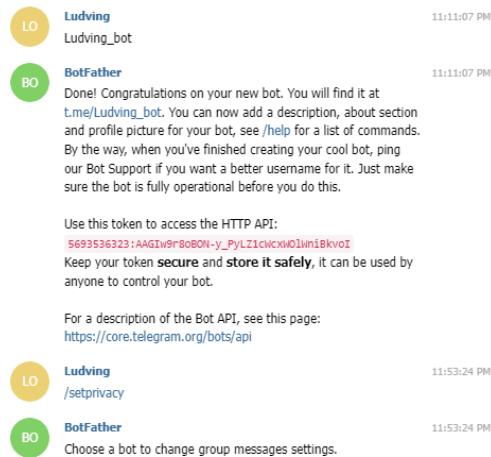 LO
Ludving
11:11:07 PM
Ludving_bot
BO
BotFather
11:11:07 PM
Done! Congratulations on your new bot. You will find it at
t.me/Ludving_bot. You can now add a description, about section
and profile picture for your bot, see /help for a list of commands.
By the way, when you've finished creating your cool bot, ping
our Bot Support if you want a better username for it. Just make
sure the bot is fully operational before you do this.
Use this token to access the HTTP API:
5693536323:AAGIw9r8oBON-y_PyLZ1cWcxWOlWniBkvoI
Keep your token secure and store it safely, it can be used by
anyone to control your bot.
For a description of the Bot API, see this page:
https://core.telegram.org/bots/api
LO
Ludving
11:53:24 PM
/setprivacy
BO
BotFather
11:53:24 PM
Choose a bot to change group messages settings.